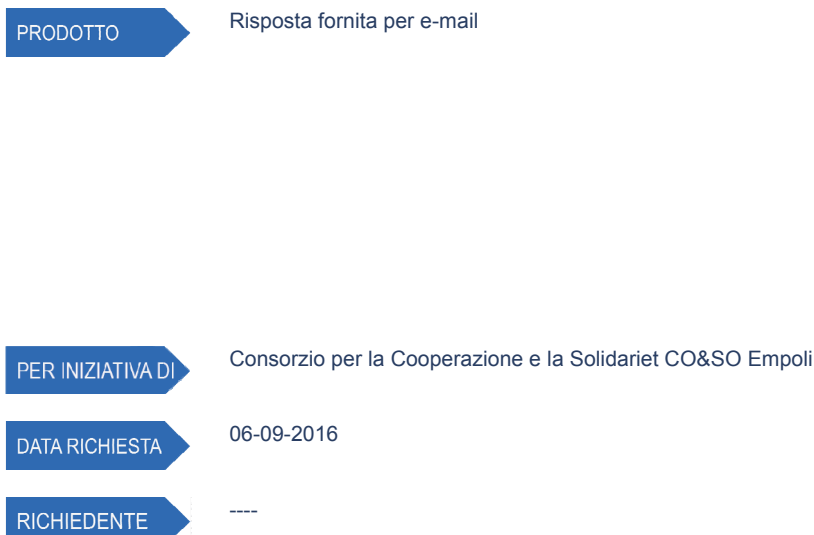 PRODOTTO Risposta fornita per e-mail
PER INIZIATIVA DI Consorzio per la Cooperazione e la Solidariet CO&SO Empoli
DATA RICHIESTA 06-09-2016
RICHIEDENTE ----